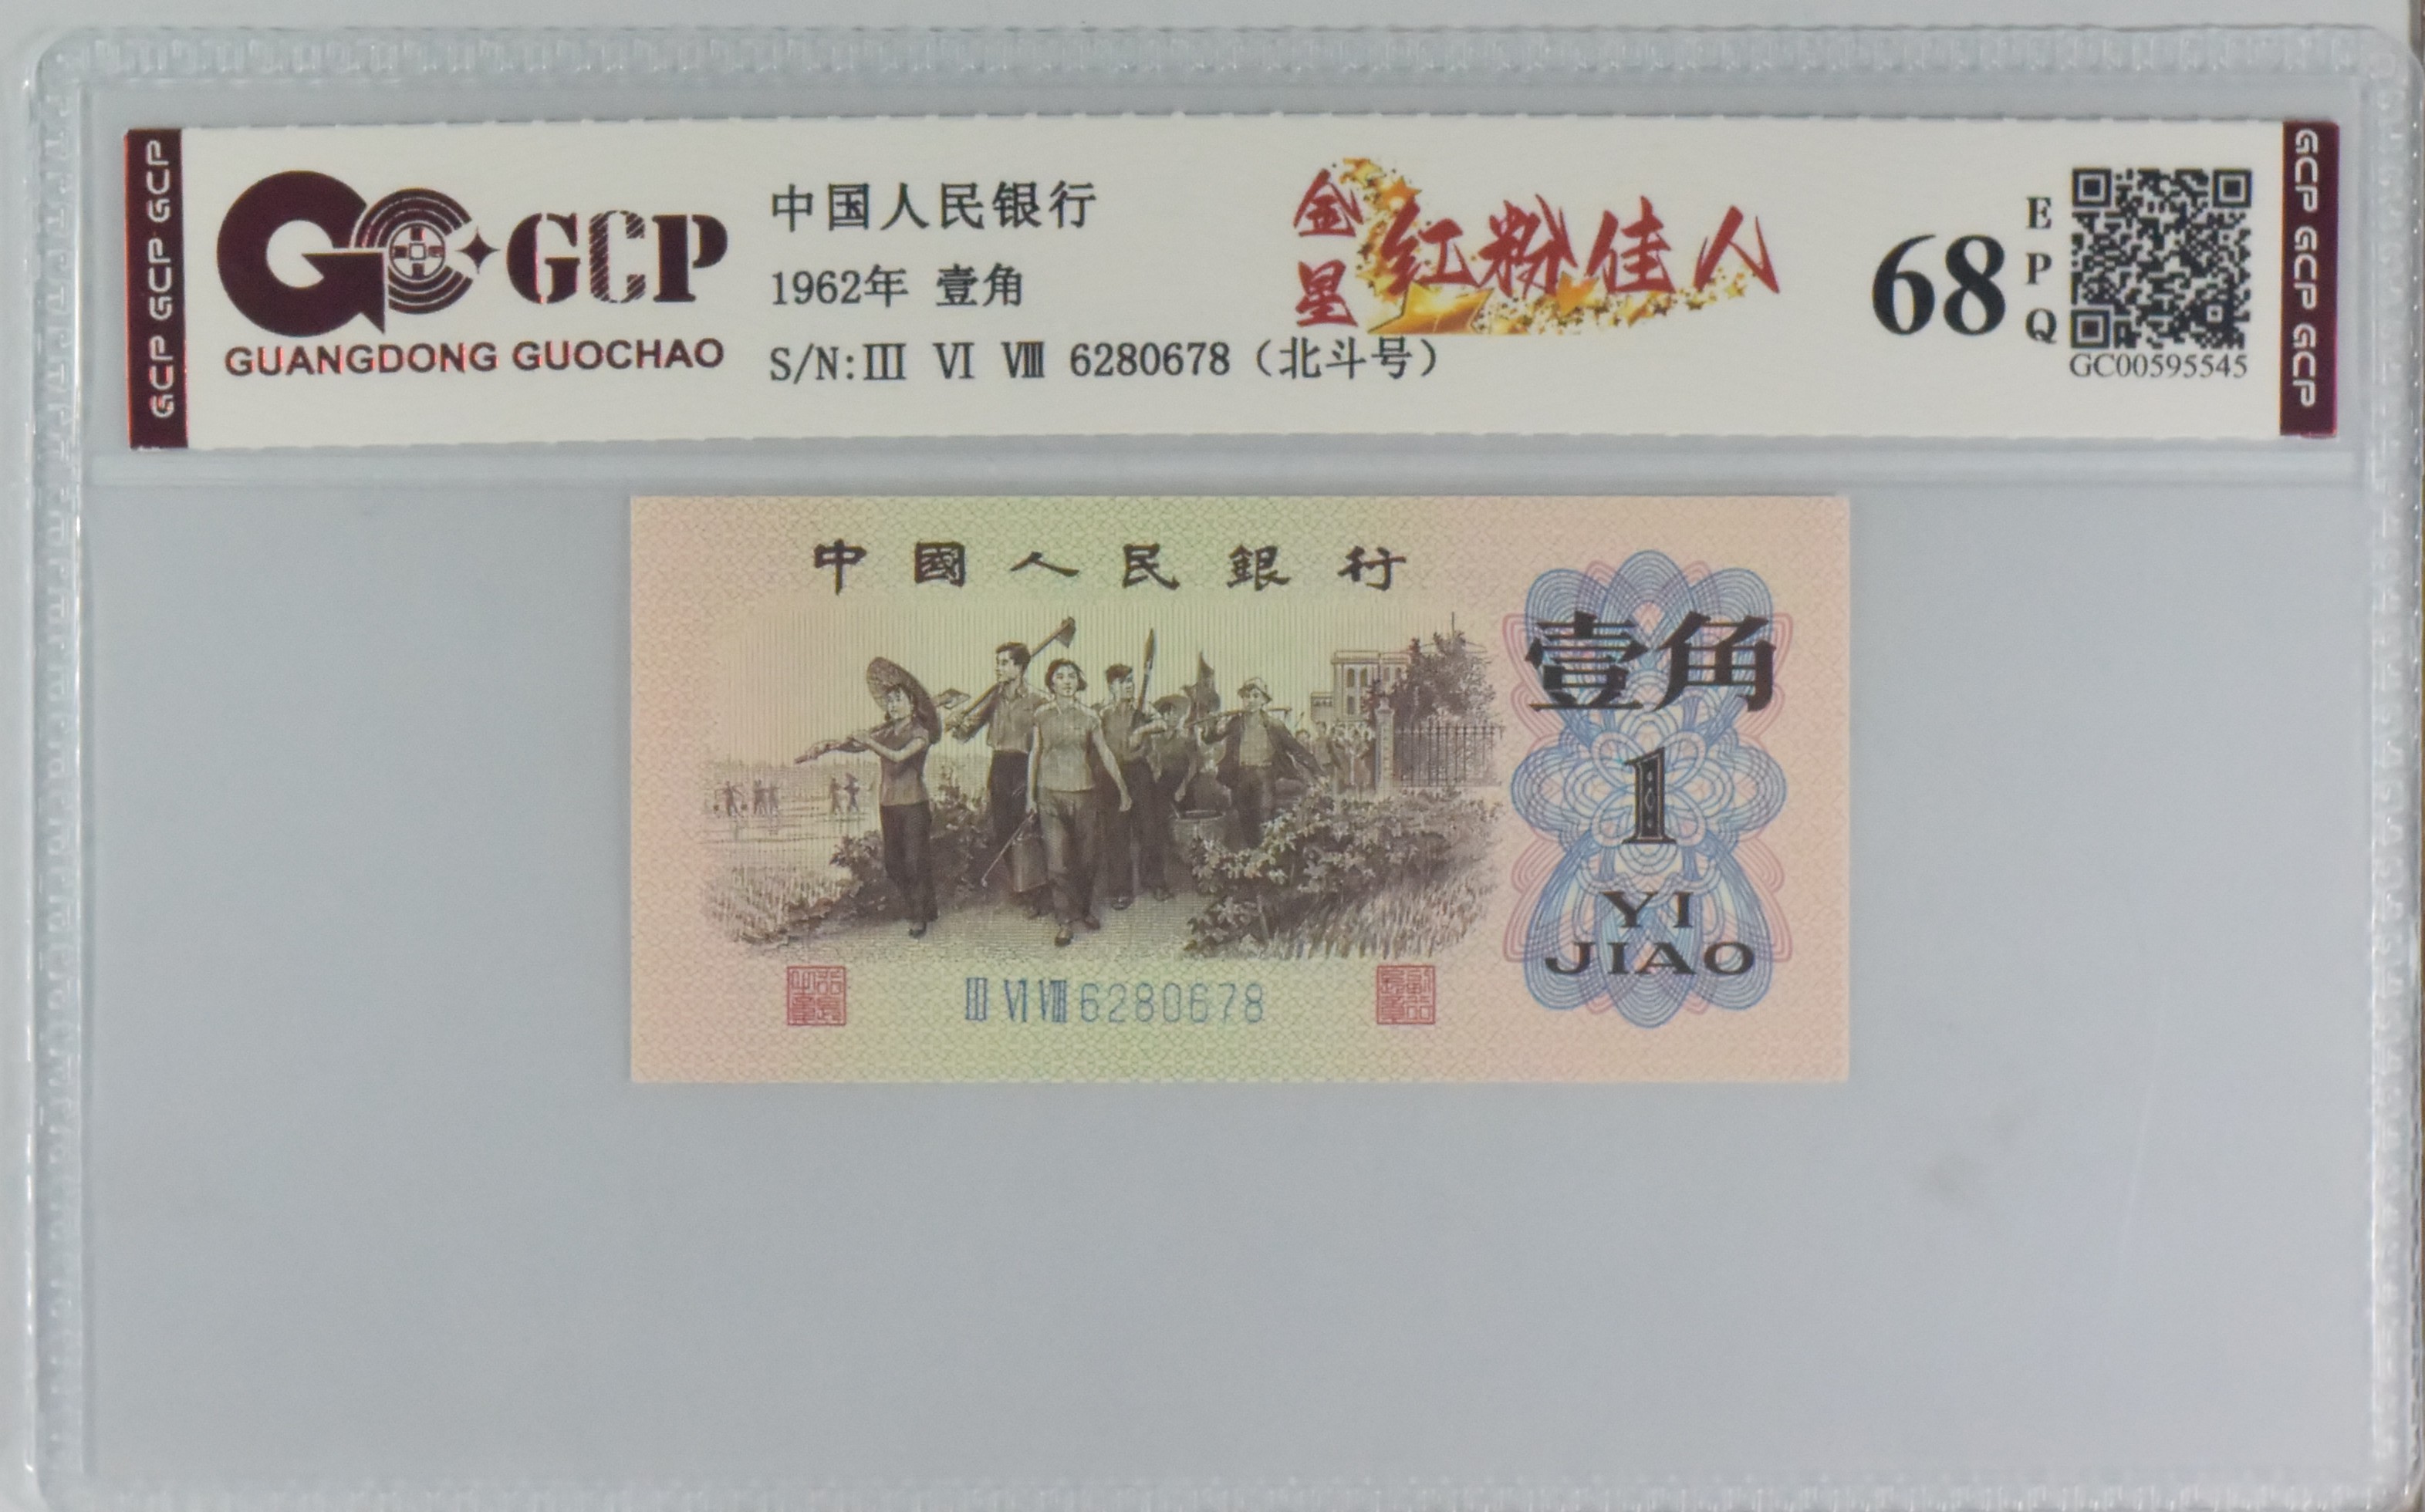 GCP GCP GCP
GCP
GUANGDONG GUOCHAO
中国人民银行
1962年 壹角
S/N:III VI VIII 6280678（北斗号）
金星
红粉佳人
68
EPQ
GC00595545
GCP GCP GCP
中國人民銀行
壹角
1
YI
JIAO
III VI VIII 6280678